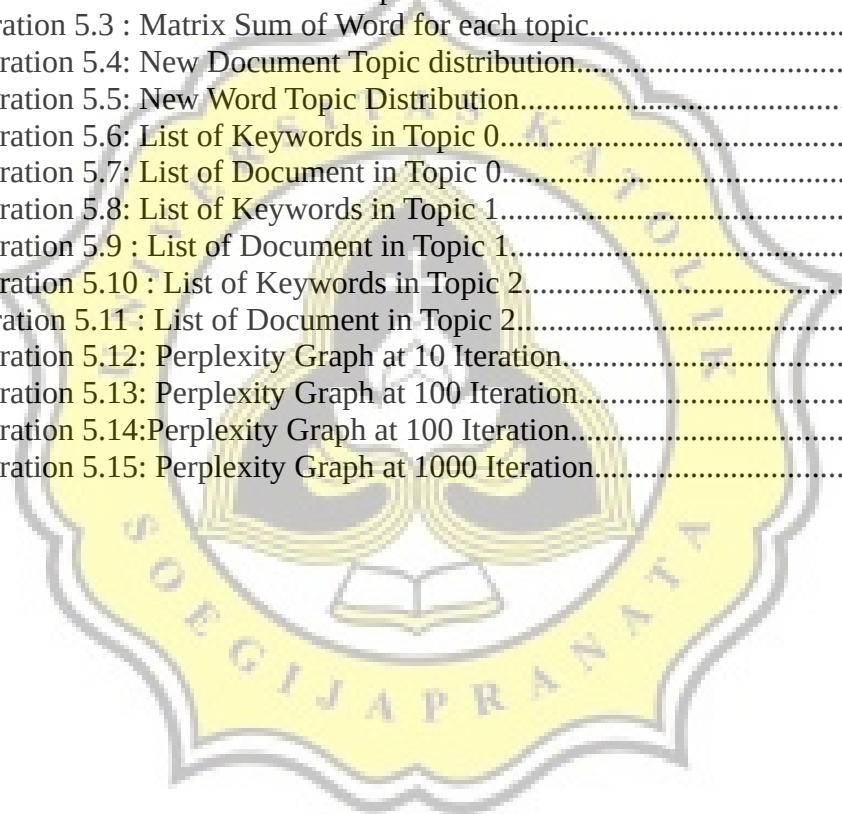 ration 5.3 : Matrix Sum of Word for each topic
ration 5.4: New Document Topic distribution
ration 5.5: New Word Topic Distribution
ration 5.6: List of Keywords in Topic 0
ration 5.7: List of Document in Topic 0
ration 5.8: List of Keywords in Topic 1
ration 5.9 : List of Document in Topic 1
ration 5.10 : List of Keywords in Topic 2
ration 5.11 : List of Document in Topic 2
ration 5.12: Perplexity Graph at 10 Iteration
ration 5.13: Perplexity Graph at 100 Iteration
ration 5.14:Perplexity Graph at 100 Iteration
ration 5.15: Perplexity Graph at 1000 Iteration
UNIVERSITAS KATOLIK
SOEGIJAPRANATA